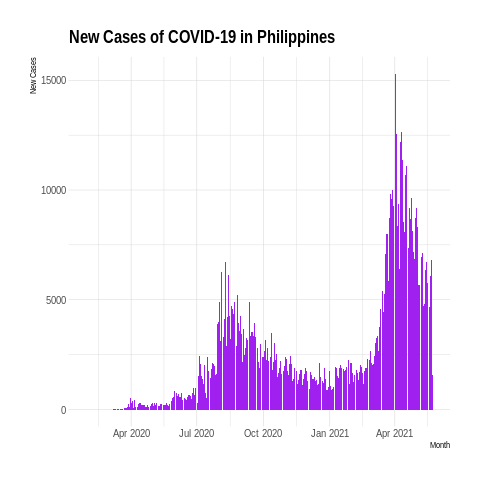 New Cases of COVID-19 in Philippines
New Cases
15000
10000
5000
0
Apr 2020 Jul 2020 Oct 2020 Jan 2021 Apr 2021
Month